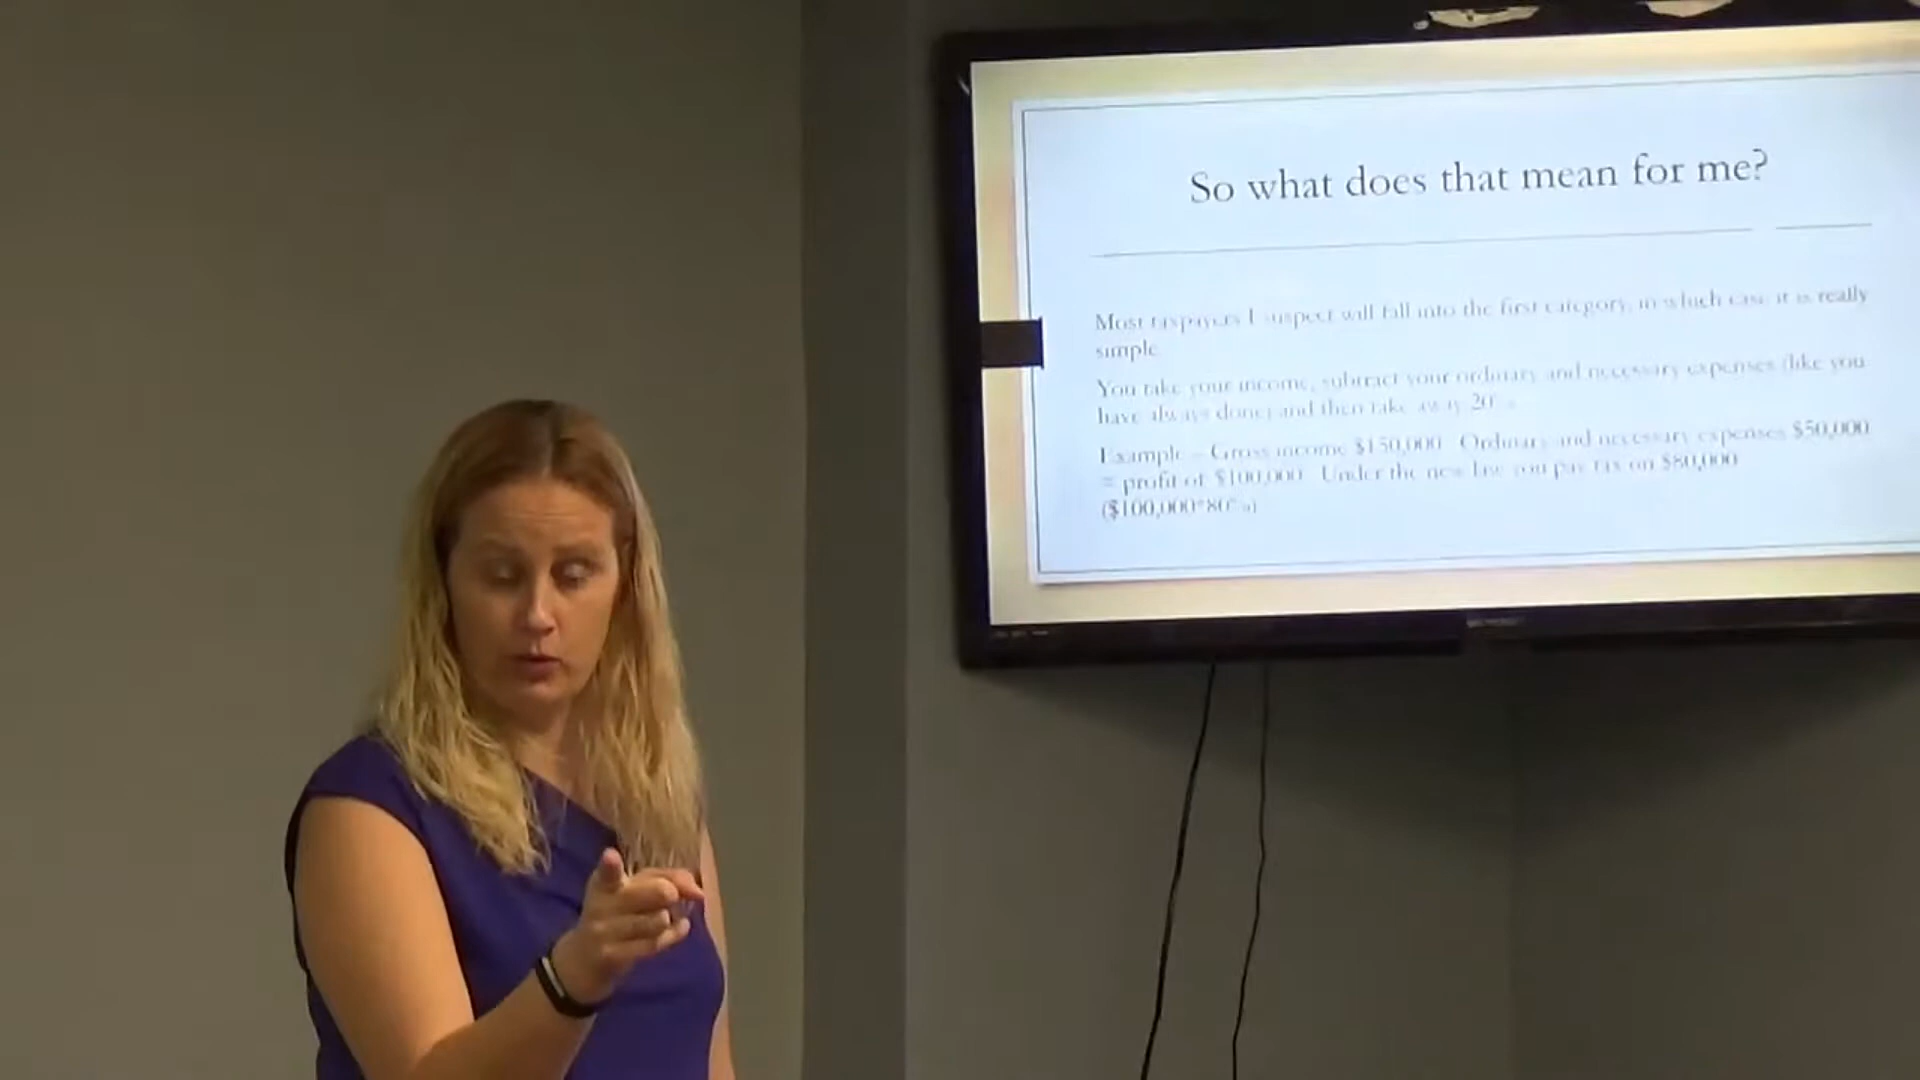 So what does that mean for me?
Most taxpayers I suspect will fall into the first category, in which case it is really
simple
You take your income, subtract your ordinary and necessary expenses (like you
have always done) and then take away 20%
Example – Gross income $150,000 Ordinary and necessary expenses $50,000
= profit of $100,000 Under the new law you pay tax on $80,000
($100,000*80%)